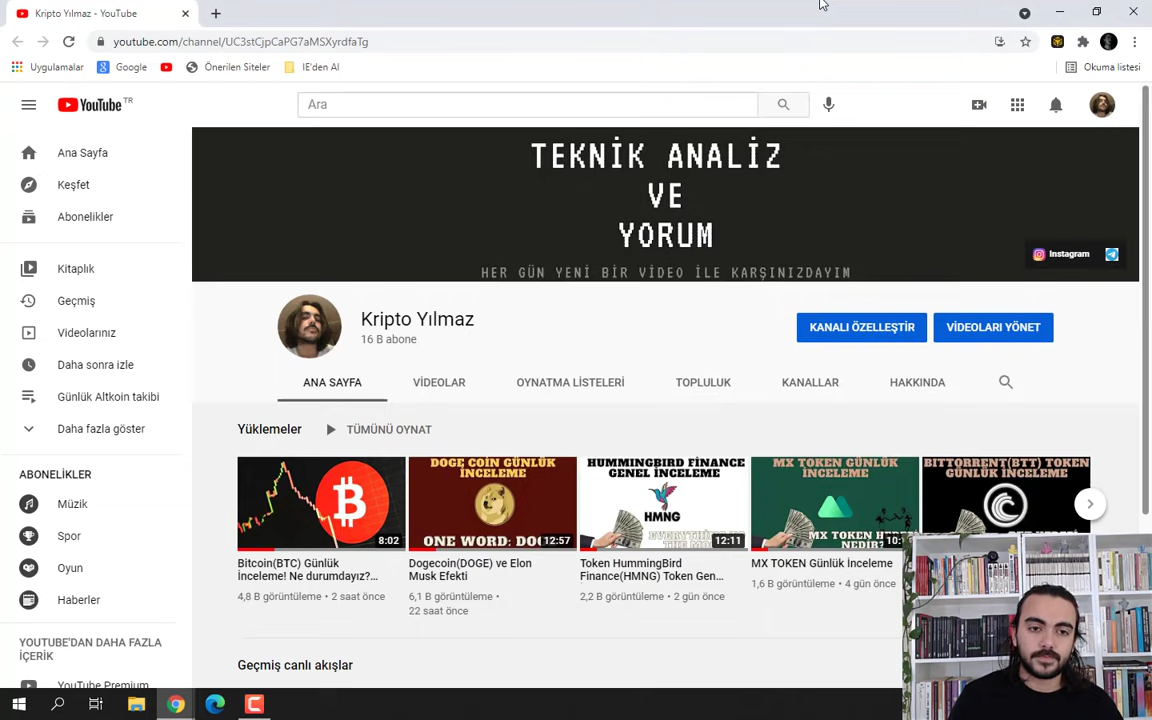 Kripto Yılmaz - YouTube
youtube.com/channel/UC3stCjpCaPG7aMSXyrdfaTg
Uygulamalar
Google
Önerilen Siteler
IE'den Al
Okuma listesi
YouTube TR
Ara
Ana Sayfa
Keşfet
Abonelikler
Kitaplık
Geçmiş
Videolarınız
Daha sonra izle
Günlük Altkoin takibi
Daha fazla göster
ABONELİKLER
Müzik
Spor
Oyun
Haberler
YOUTUBE'DAN DAHA FAZLA
İÇERİK
YouTube Premium
TEKNİK ANALİZ
VE
YORUM
HER GÜN YENİ BİR VİDEO İLE KARŞINIZDAYIM
Instagram
Kripto Yılmaz
16 B abone
KANALI ÖZELLEŞTİR
VİDEOLARI YÖNET
ANA SAYFA
VİDEOLAR
OYNATMA LİSTELERİ
TOPLULUK
KANALLAR
HAKKINDA
Yüklemeler
TÜMÜNÜ OYNAT
8:02
Bitcoin(BTC) Günlük
İnceleme! Ne durumdayız?...
4,8 B görüntüleme • 2 saat önce
DOGE COİN GÜNLÜK
İNCELEME
ONE WORD: DO
12:57
Dogecoin(DOGE) ve Elon
Musk Efekti
6,1 B görüntüleme •
22 saat önce
HUMMINGBIRD FİNANCE
GENEL İNCELEME
HMNG
12:11
Token HummingBird
Finance(HMNG) Token Gen...
2,2 B görüntüleme • 2 gün önce
MX TOKEN GÜNLÜK
İNCELEME
MX TOKEN HEDEF
NEDİR?
10:
MX TOKEN Günlük İnceleme
1,6 B görüntüleme • 4 gün önce
BITTORRENT(BTT) TOKEN
GÜNLÜK İNCELEME
Geçmiş canlı akışlar